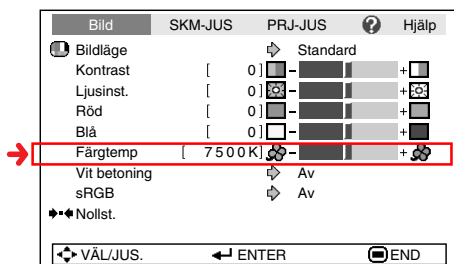 Bild SKM-JUS PRJ-JUS ? Hjälp
Bildläge Standard
Kontrast [ 0] - +
Ljusinst. [ 0] - +
Röd [ 0] - +
Blå [ 0] - +
Färgtemp [ 7500K] - +
Vit betoning Av
sRGB Av
Nollst.
VÄL/JUS. ENTER END